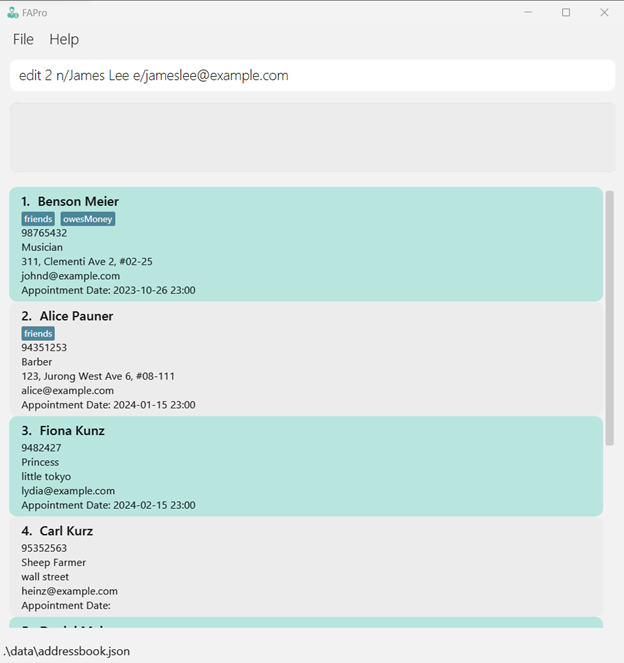 FAPro
File Help
edit 2 n/James Lee e/jameslee@example.com
1. Benson Meier
friends owesMoney
98765432
Musician
311, Clementi Ave 2, #02-25
johnd@example.com
Appointment Date: 2023-10-26 23:00
2. Alice Pauner
friends
94351253
Barber
123, Jurong West Ave 6, #08-111
alice@example.com
Appointment Date: 2024-01-15 23:00
3. Fiona Kunz
9482427
Princess
little tokyo
lydia@example.com
Appointment Date: 2024-02-15 23:00
4. Carl Kurz
95352563
Sheep Farmer
wall street
heinz@example.com
Appointment Date:
.\data\addressbook.json